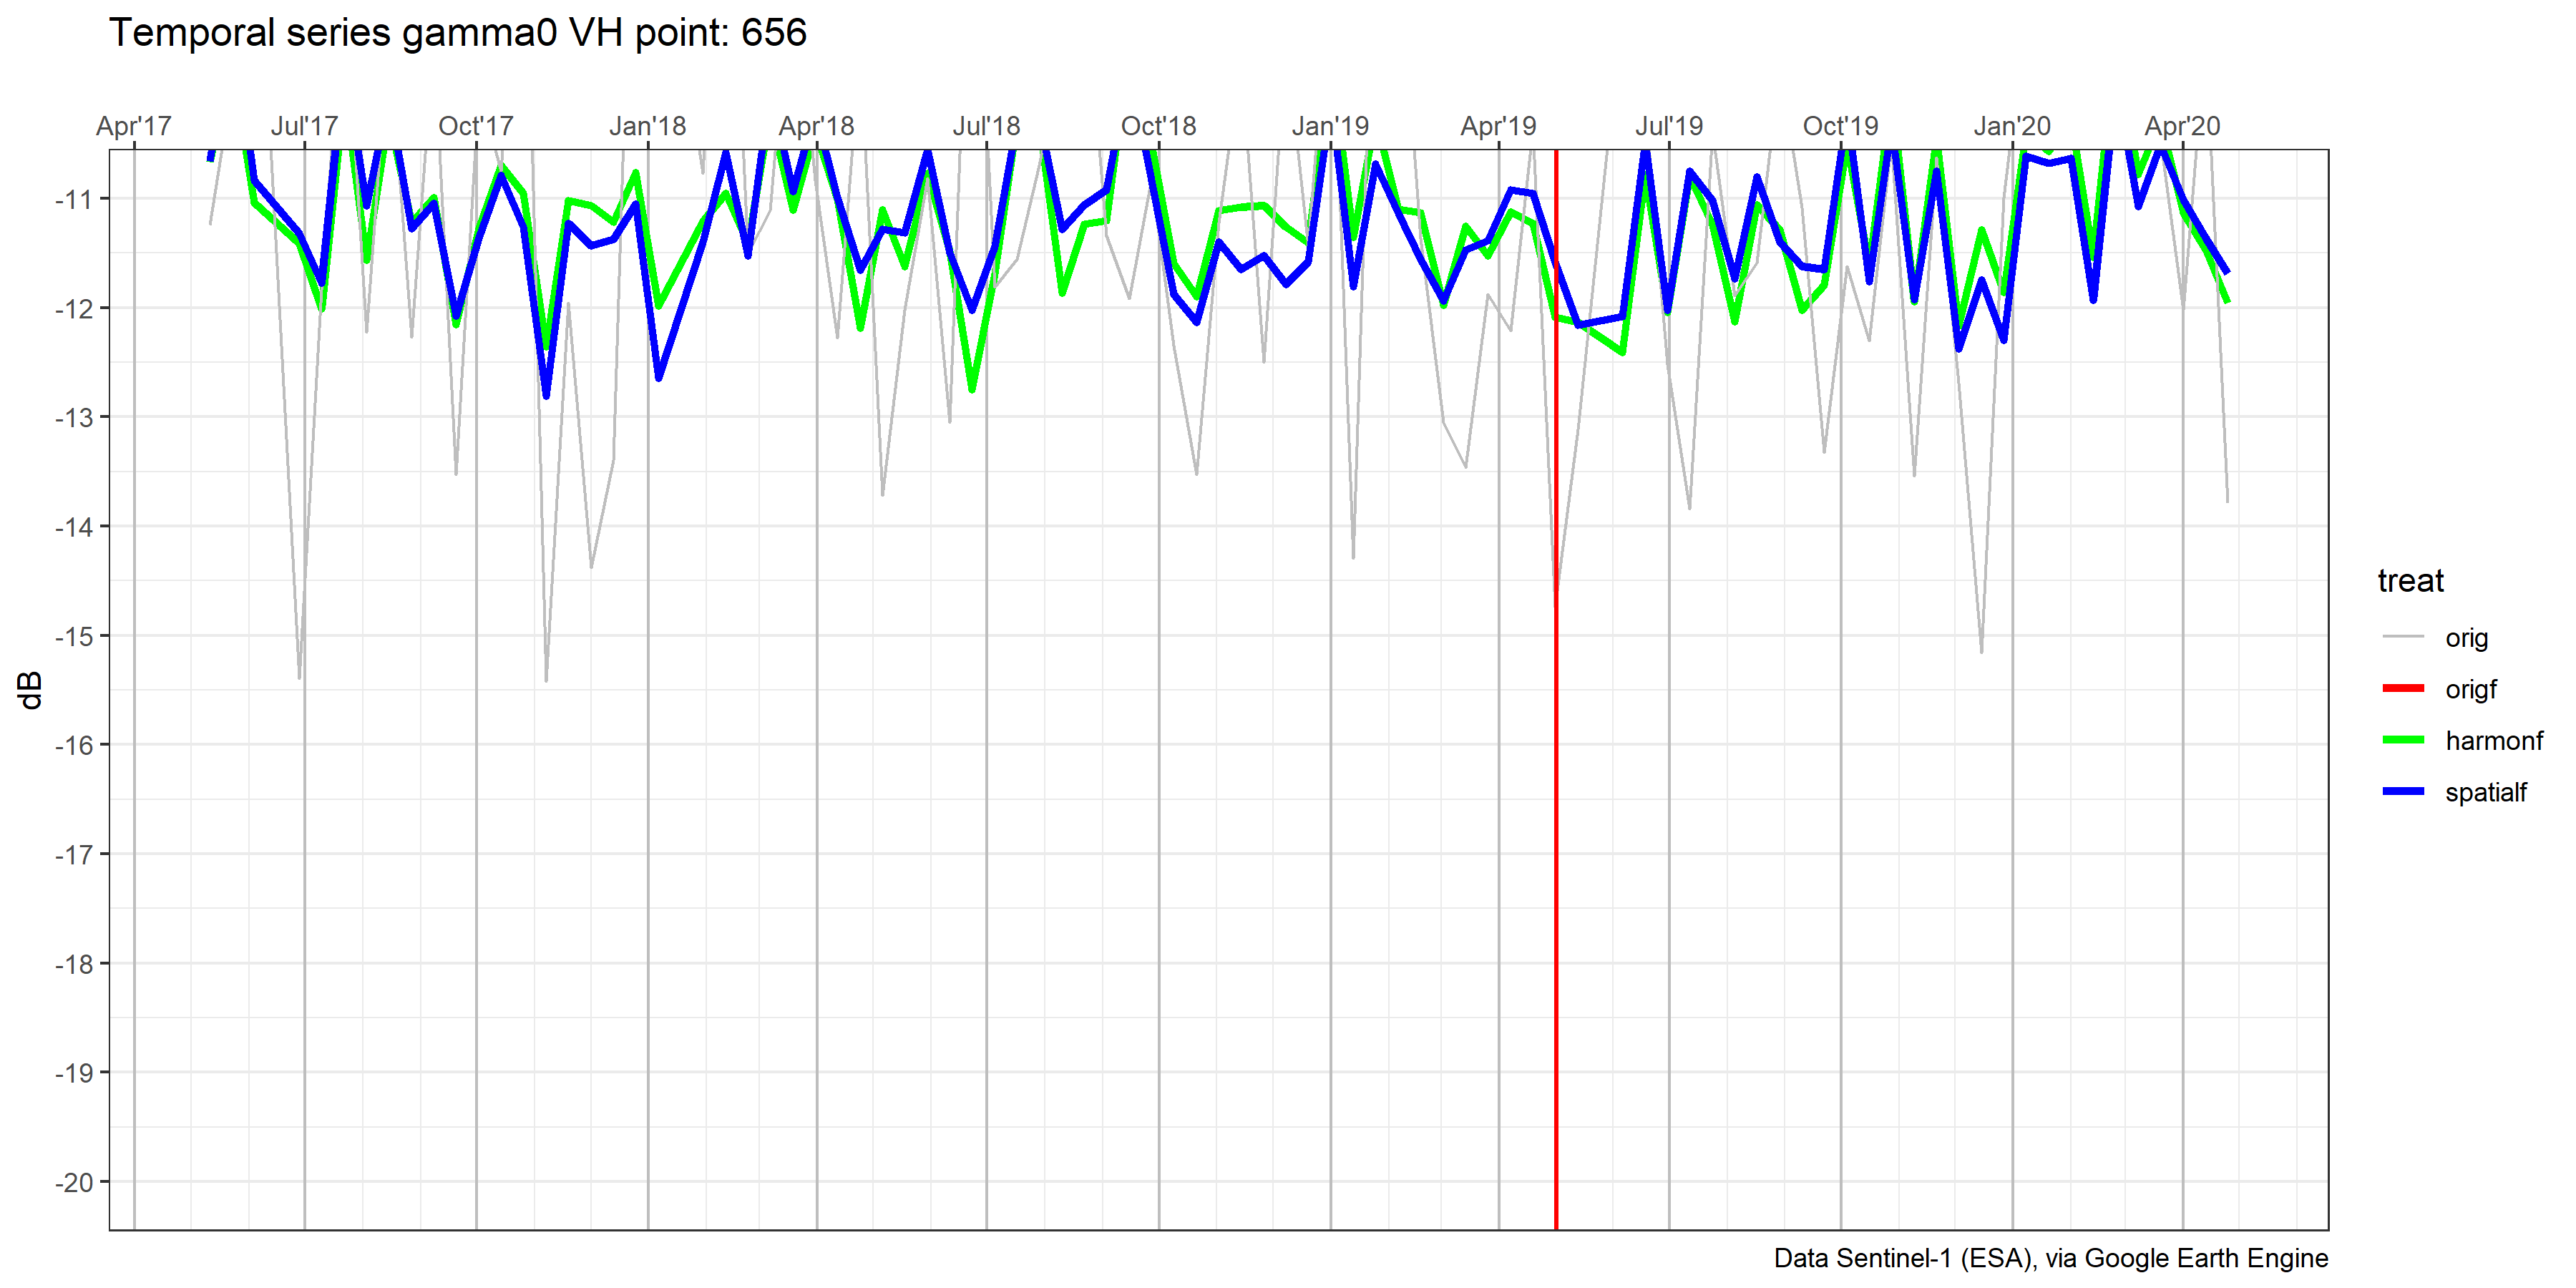 Temporal series gamma0 VH point: 656
Apr'17 Jul'17 Oct'17 Jan'18 Apr'18 Jul'18 Oct'18 Jan'19 Apr'19 Jul'19 Oct'19 Jan'20 Apr'20
-11
-12
-13
-14
-15
-16
-17
-18
-19
-20
dB
treat
orig
origf
harmonf
spatialf
Data Sentinel-1 (ESA), via Google Earth Engine